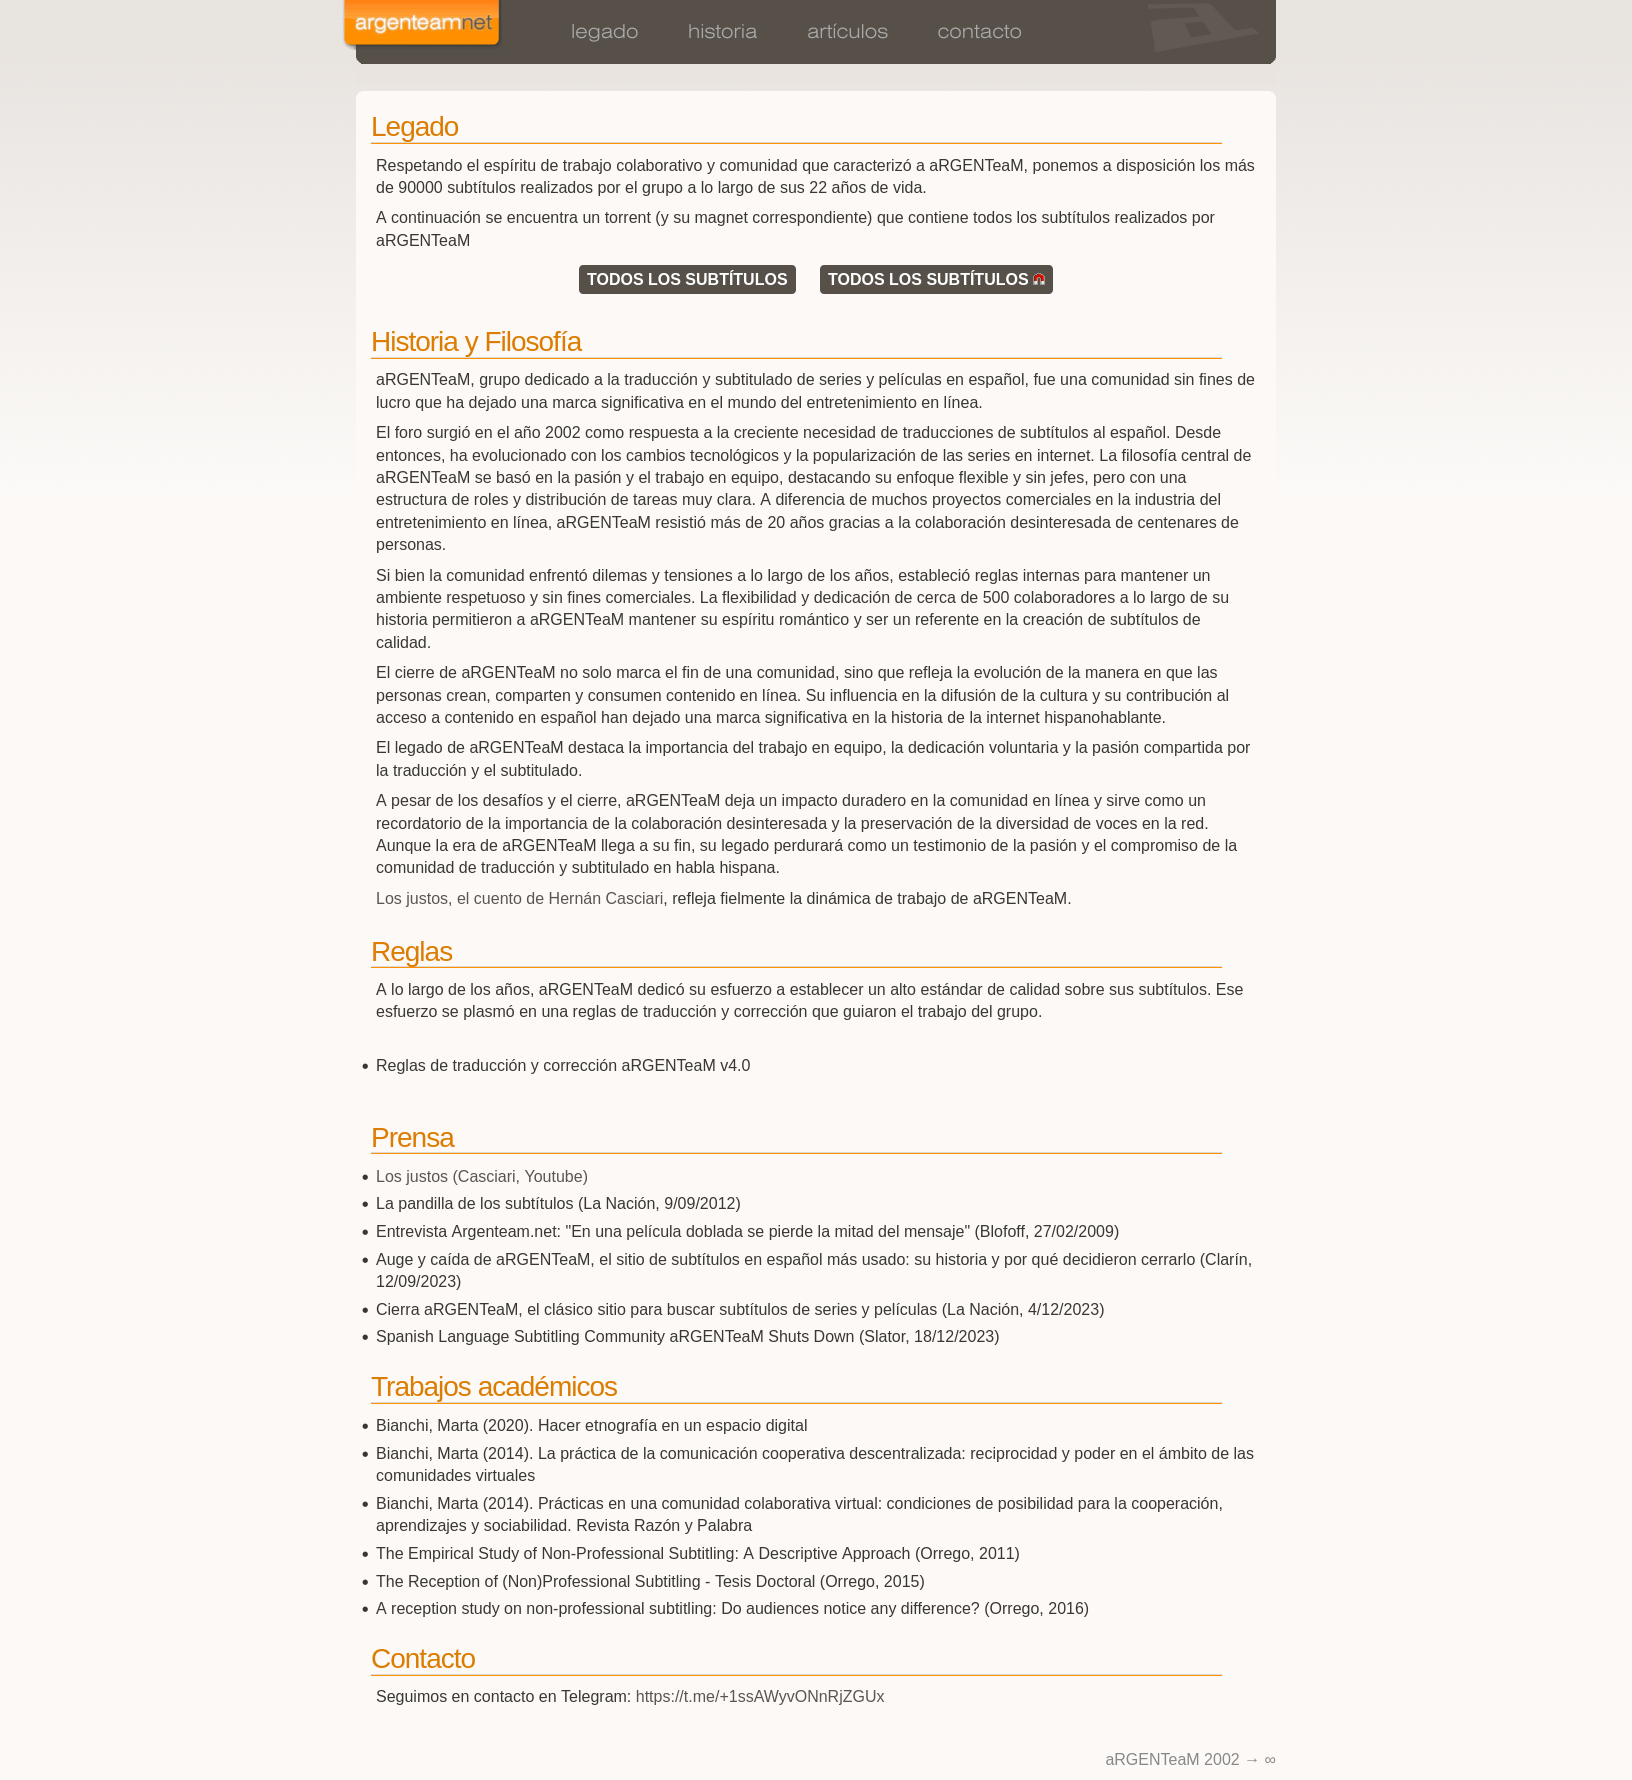 argenteamnet
legado historia artículos contacto
Legado
Respetando el espíritu de trabajo colaborativo y comunidad que caracterizó a aRGENTeaM, ponemos a disposición los más
de 90000 subtítulos realizados por el grupo a lo largo de sus 22 años de vida.
A continuación se encuentra un torrent (y su magnet correspondiente) que contiene todos los subtítulos realizados por
aRGENTeaM
TODOS LOS SUBTÍTULOS TODOS LOS SUBTÍTULOS
Historia y Filosofía
aRGENTeaM, grupo dedicado a la traducción y subtitulado de series y películas en español, fue una comunidad sin fines de
lucro que ha dejado una marca significativa en el mundo del entretenimiento en línea.
El foro surgió en el año 2002 como respuesta a la creciente necesidad de traducciones de subtítulos al español. Desde
entonces, ha evolucionado con los cambios tecnológicos y la popularización de las series en internet. La filosofía central de
aRGENTeaM se basó en la pasión y el trabajo en equipo, destacando su enfoque flexible y sin jefes, pero con una
estructura de roles y distribución de tareas muy clara. A diferencia de muchos proyectos comerciales en la industria del
entretenimiento en línea, aRGENTeaM resistió más de 20 años gracias a la colaboración desinteresada de centenares de
personas.
Si bien la comunidad enfrentó dilemas y tensiones a lo largo de los años, estableció reglas internas para mantener un
ambiente respetuoso y sin fines comerciales. La flexibilidad y dedicación de cerca de 500 colaboradores a lo largo de su
historia permitieron a aRGENTeaM mantener su espíritu romántico y ser un referente en la creación de subtítulos de
calidad.
El cierre de aRGENTeaM no solo marca el fin de una comunidad, sino que refleja la evolución de la manera en que las
personas crean, comparten y consumen contenido en línea. Su influencia en la difusión de la cultura y su contribución al
acceso a contenido en español han dejado una marca significativa en la historia de la internet hispanohablante.
El legado de aRGENTeaM destaca la importancia del trabajo en equipo, la dedicación voluntaria y la pasión compartida por
la traducción y el subtitulado.
A pesar de los desafíos y el cierre, aRGENTeaM deja un impacto duradero en la comunidad en línea y sirve como un
recordatorio de la importancia de la colaboración desinteresada y la preservación de la diversidad de voces en la red.
Aunque la era de aRGENTeaM llega a su fin, su legado perdurará como un testimonio de la pasión y el compromiso de la
comunidad de traducción y subtitulado en habla hispana.
Los justos, el cuento de Hernán Casciari, refleja fielmente la dinámica de trabajo de aRGENTeaM.
Reglas
A lo largo de los años, aRGENTeaM dedicó su esfuerzo a establecer un alto estándar de calidad sobre sus subtítulos. Ese
esfuerzo se plasmó en una reglas de traducción y corrección que guiaron el trabajo del grupo.
• Reglas de traducción y corrección aRGENTeaM v4.0
Prensa
• Los justos (Casciari, Youtube)
• La pandilla de los subtítulos (La Nación, 9/09/2012)
• Entrevista Argenteam.net: "En una película doblada se pierde la mitad del mensaje" (Blofoff, 27/02/2009)
• Auge y caída de aRGENTeaM, el sitio de subtítulos en español más usado: su historia y por qué decidieron cerrarlo (Clarín,
12/09/2023)
• Cierra aRGENTeaM, el clásico sitio para buscar subtítulos de series y películas (La Nación, 4/12/2023)
• Spanish Language Subtitling Community aRGENTeaM Shuts Down (Slator, 18/12/2023)
Trabajos académicos
• Bianchi, Marta (2020). Hacer etnografía en un espacio digital
• Bianchi, Marta (2014). La práctica de la comunicación cooperativa descentralizada: reciprocidad y poder en el ámbito de las
comunidades virtuales
• Bianchi, Marta (2014). Prácticas en una comunidad colaborativa virtual: condiciones de posibilidad para la cooperación,
aprendizajes y sociabilidad. Revista Razón y Palabra
• The Empirical Study of Non-Professional Subtitling: A Descriptive Approach (Orrego, 2011)
• The Reception of (Non)Professional Subtitling - Tesis Doctoral (Orrego, 2015)
• A reception study on non-professional subtitling: Do audiences notice any difference? (Orrego, 2016)
Contacto
Seguimos en contacto en Telegram: https://t.me/+1ssAWyvONnRjZGUx
aRGENTeaM 2002 → ∞